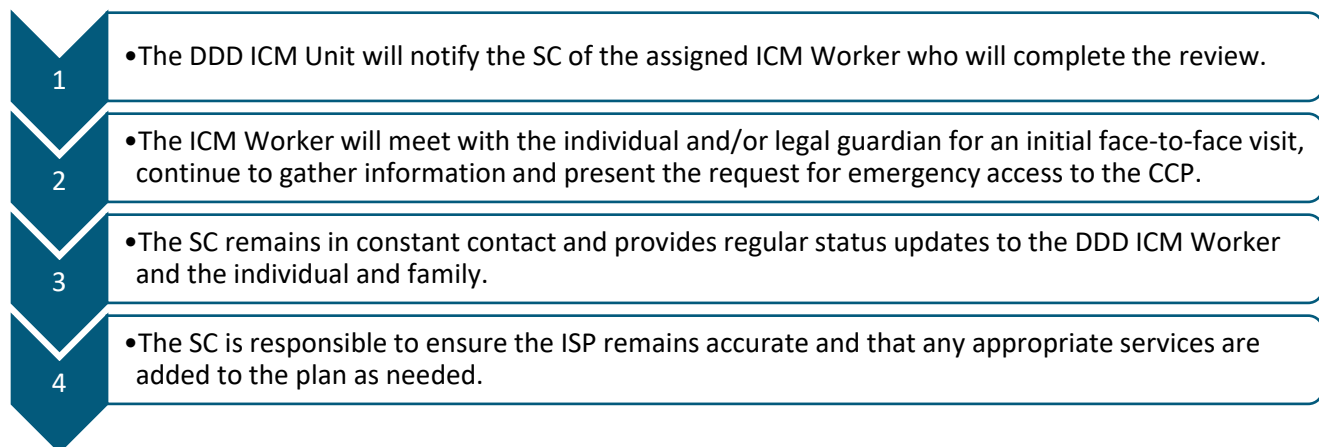 1
•The DDD ICM Unit will notify the SC of the assigned ICM Worker who will complete the review.
2
•The ICM Worker will meet with the individual and/or legal guardian for an initial face-to-face visit,
continue to gather information and present the request for emergency access to the CCP.
3
•The SC remains in constant contact and provides regular status updates to the DDD ICM Worker
and the individual and family.
4
•The SC is responsible to ensure the ISP remains accurate and that any appropriate services are
added to the plan as needed.